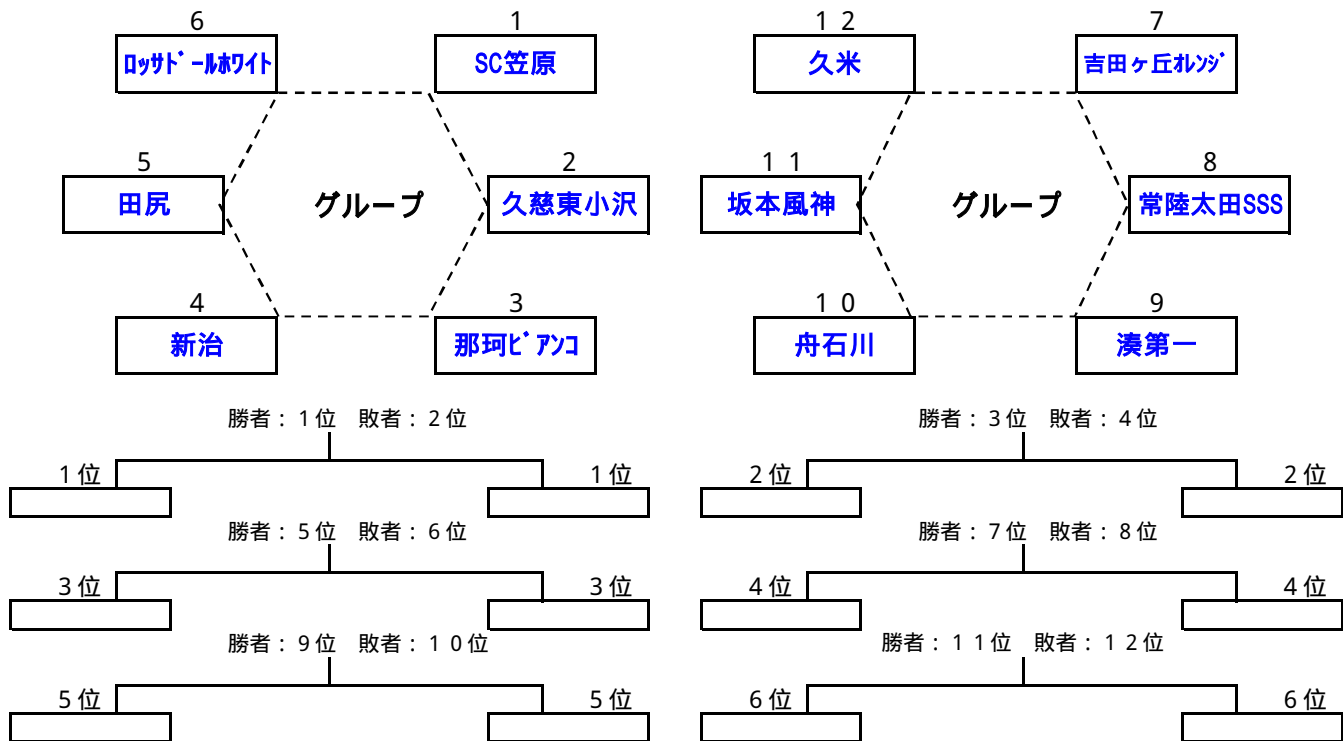 6 1 12 7
ロッサドールホワイト SC笠原 久米 吉田ヶ丘オレンジ
5 2 11 8
田尻 グループ 久慈東小沢 坂本風神 グループ 常陸太田SSS
4 3 10 9
新治 那珂ビアンコ 舟石川 湊第一
勝者：1位 敗者：2位 勝者：3位 敗者：4位
1位 1位 2位 2位
勝者：5位 敗者：6位 勝者：7位 敗者：8位
3位 3位 4位 4位
勝者：9位 敗者：10位 勝者：11位 敗者：12位
5位 5位 6位 6位